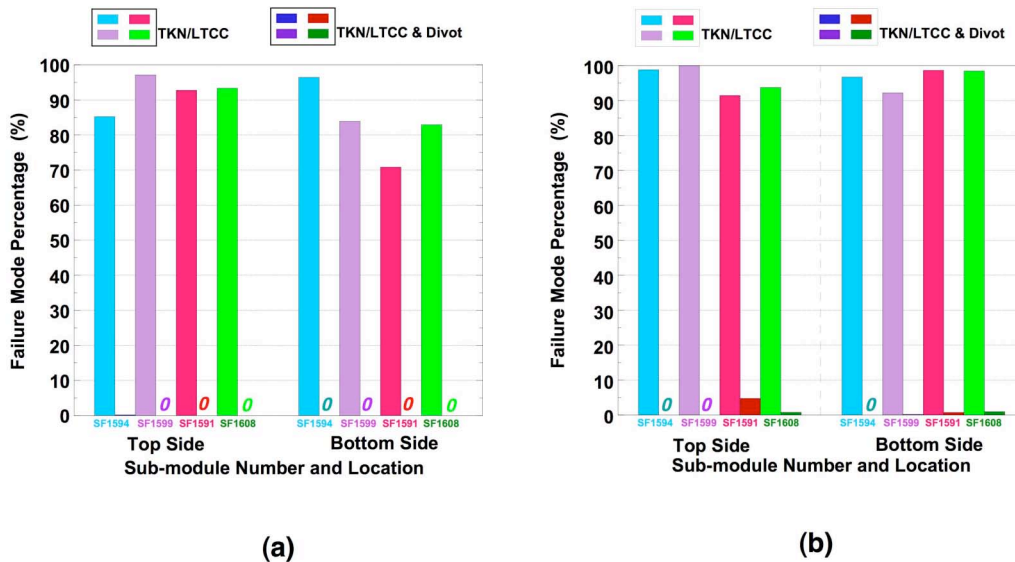 TKN/LTCC TKN/LTCC & Divot
100
90
80
70
60
50
40
30
20
10
0
Failure Mode Percentage (%)
0 0 0 0 0 0 0
SF1594 SF1599 SF1591 SF1608 SF1594 SF1599 SF1591 SF1608
Top Side Bottom Side
Sub-module Number and Location
(a)
TKN/LTCC TKN/LTCC & Divot
100
90
80
70
60
50
40
30
20
10
0
Failure Mode Percentage (%)
0 0 0
SF1594 SF1599 SF1591 SF1608 SF1594 SF1599 SF1591 SF1608
Top Side Bottom Side
Sub-module Number and Location
(b)